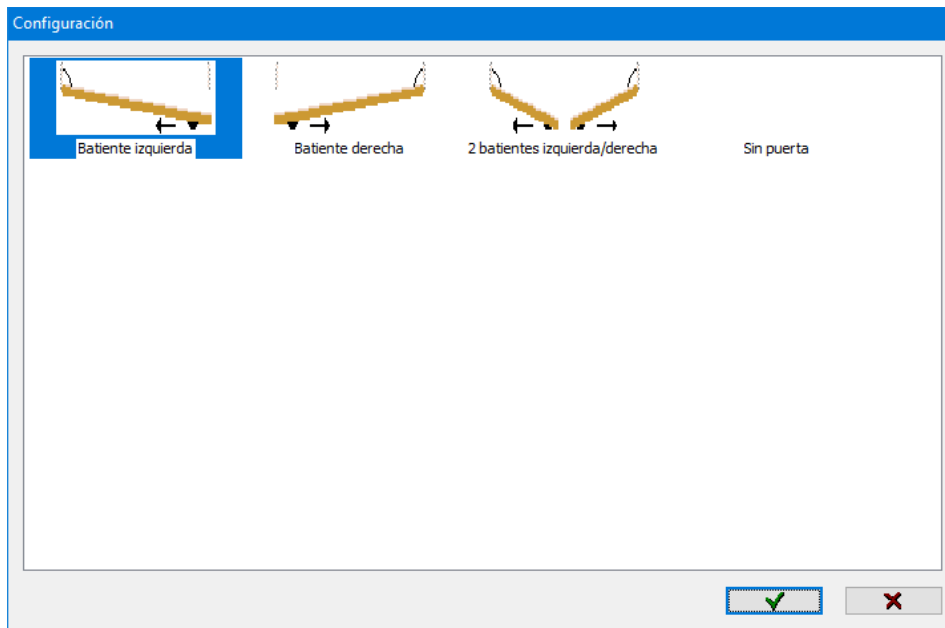 Configuración
Batiente izquierda
Batiente derecha
2 batientes izquierda/derecha
Sin puerta